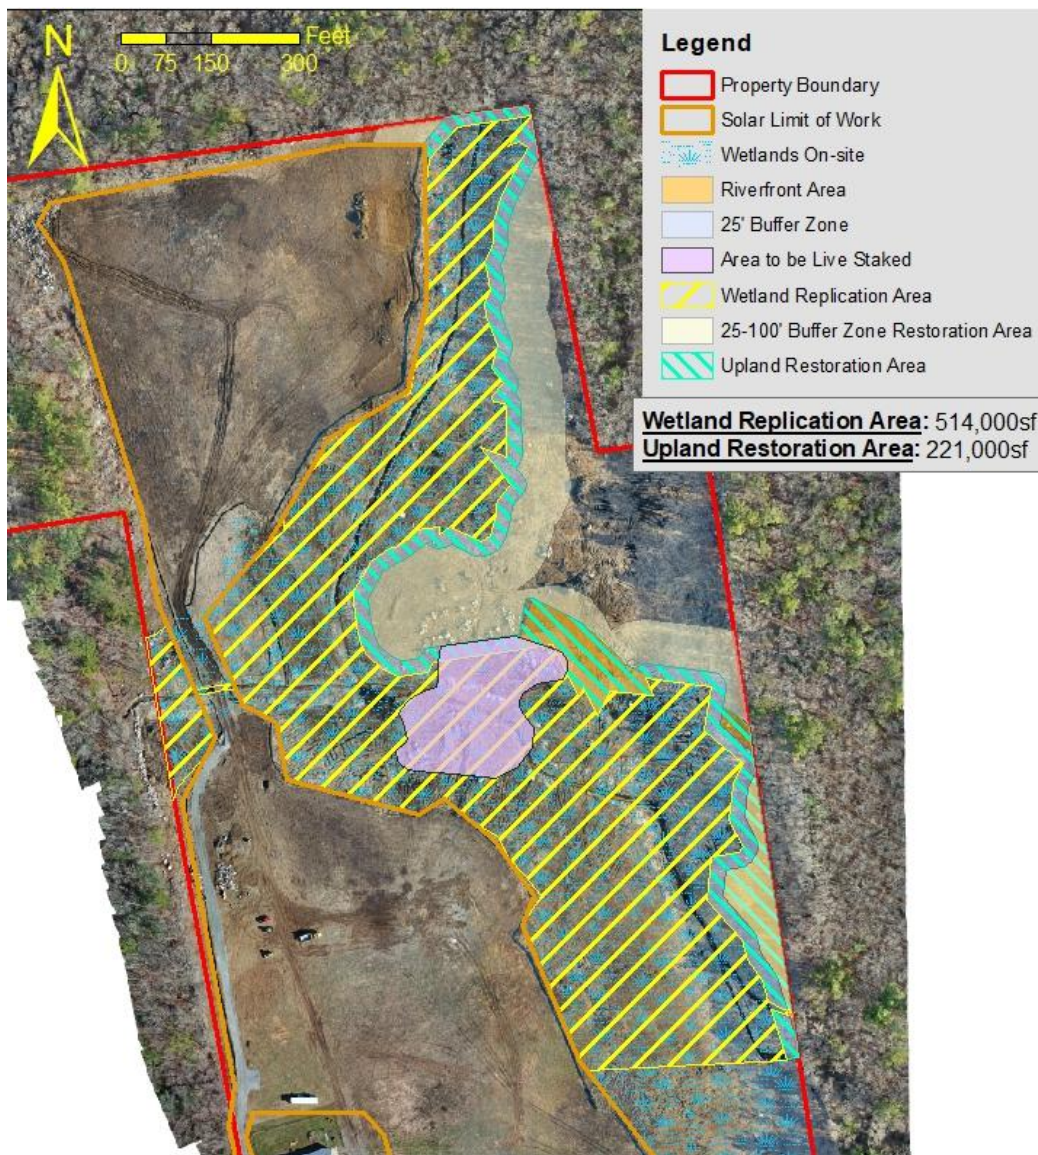 N
Feet
0 75 150 300
Legend
Property Boundary
Solar Limit of Work
Wetlands On-site
Riverfront Area
25' Buffer Zone
Area to be Live Staked
Wetland Replication Area
25-100' Buffer Zone Restoration Area
Upland Restoration Area
Wetland Replication Area: 514,000sf
Upland Restoration Area: 221,000sf